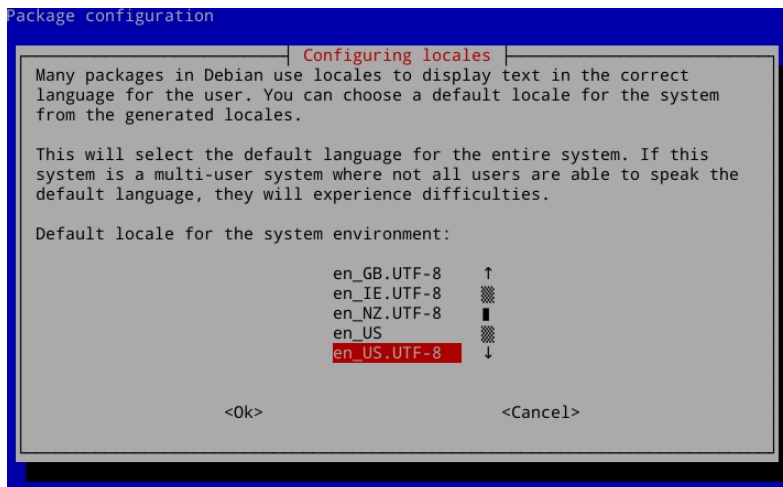 Package configuration
Configuring locales
Many packages in Debian use locales to display text in the correct
language for the user. You can choose a default locale for the system
from the generated locales.
This will select the default language for the entire system. If this
system is a multi-user system where not all users are able to speak the
default language, they will experience difficulties.
Default locale for the system environment:
en_GB.UTF-8
en_IE.UTF-8
en_NZ.UTF-8
en_US
en_US.UTF-8
<Ok> <Cancel>